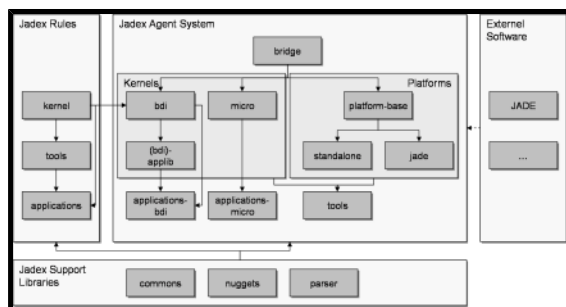 Jadex Rules
Jadex Agent System
Externel
Software
bridge
Kernels
Platforms
kernel
bdi
micro
platform-base
JADE
tools
(bdi)-
applib
standalone
jade
...
applications
applications-
bdi
applications-
micro
tools
Jadex Support
Libraries
commons
nuggets
parser